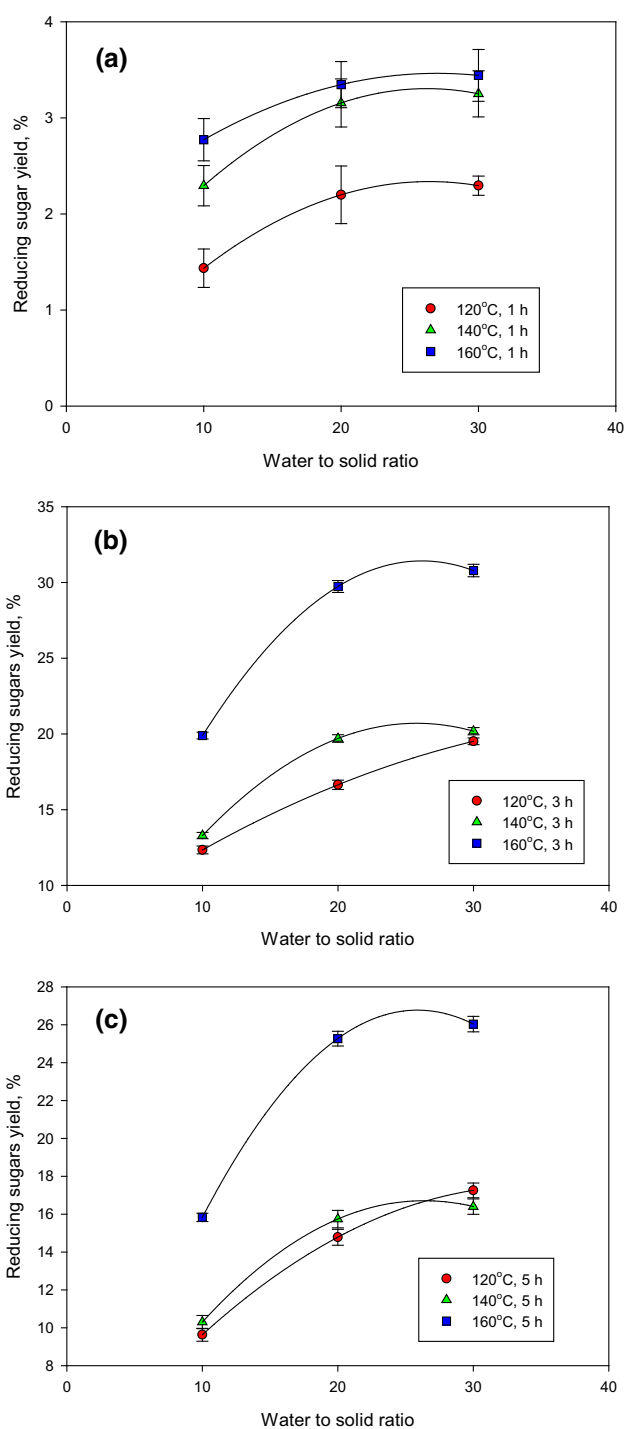 (a)
Reducing sugar yield, %
4
3
2
1
0
0 10 20 30 40
Water to solid ratio
120°C, 1 h
140°C, 1 h
160°C, 1 h
(b)
Reducing sugars yield, %
35
30
25
20
15
10
0 10 20 30 40
Water to solid ratio
120°C, 3 h
140°C, 3 h
160°C, 3 h
(c)
Reducing sugars yield, %
28
26
24
22
20
18
16
14
12
10
8
0 10 20 30 40
Water to solid ratio
120°C, 5 h
140°C, 5 h
160°C, 5 h